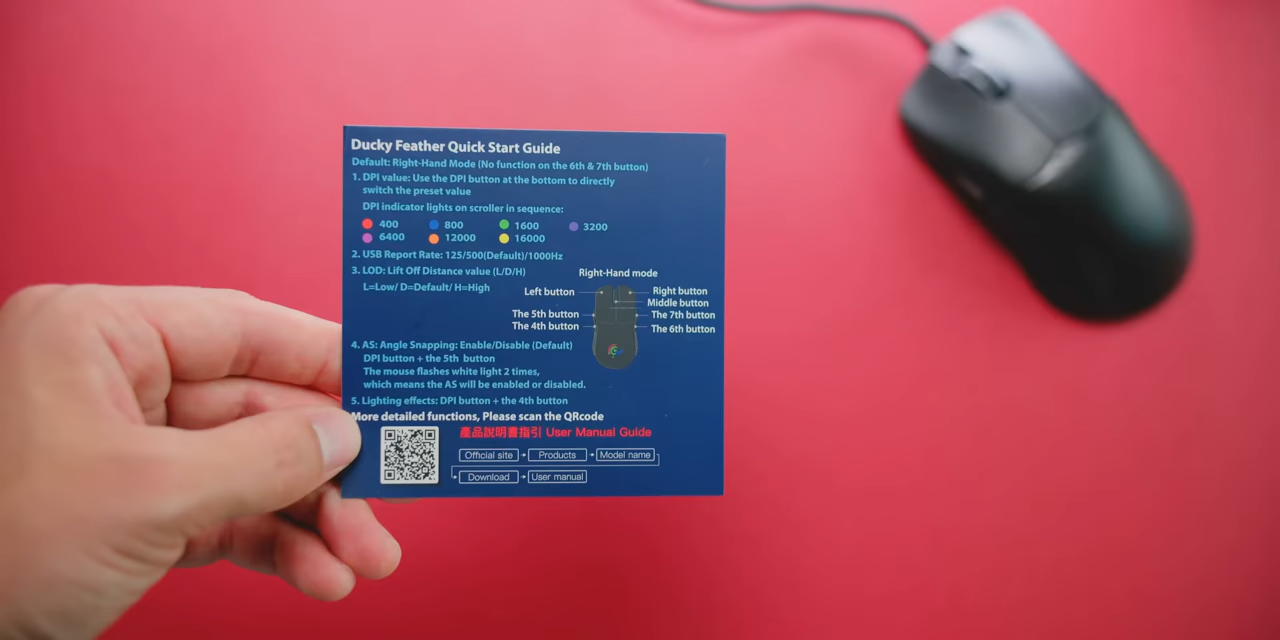 Ducky Feather Quick Start Guide
Default: Right-Hand Mode (No function on the 6th & 7th button)
1. DPI value: Use the DPI button at the bottom to directly
switch the preset value
DPI indicator lights on scroller in sequence:
400 800 1600 3200
6400 12000 16000
2. USB Report Rate: 125/500(Default)/1000Hz
3. LOD: Lift Off Distance value (L/D/H)
L=Low/ D=Default/ H=High
Right-Hand mode
Left button
Right button
Middle button
The 5th button
The 7th button
The 4th button
The 6th button
4. AS: Angle Snapping: Enable/Disable (Default)
DPI button + the 5th button
The mouse flashes white light 2 times,
which means the AS will be enabled or disabled.
5. Lighting effects: DPI button + the 4th button
More detailed functions, Please scan the QRcode
產品說明書指引 User Manual Guide
Official site → Products → Model name
→ Download → User manual